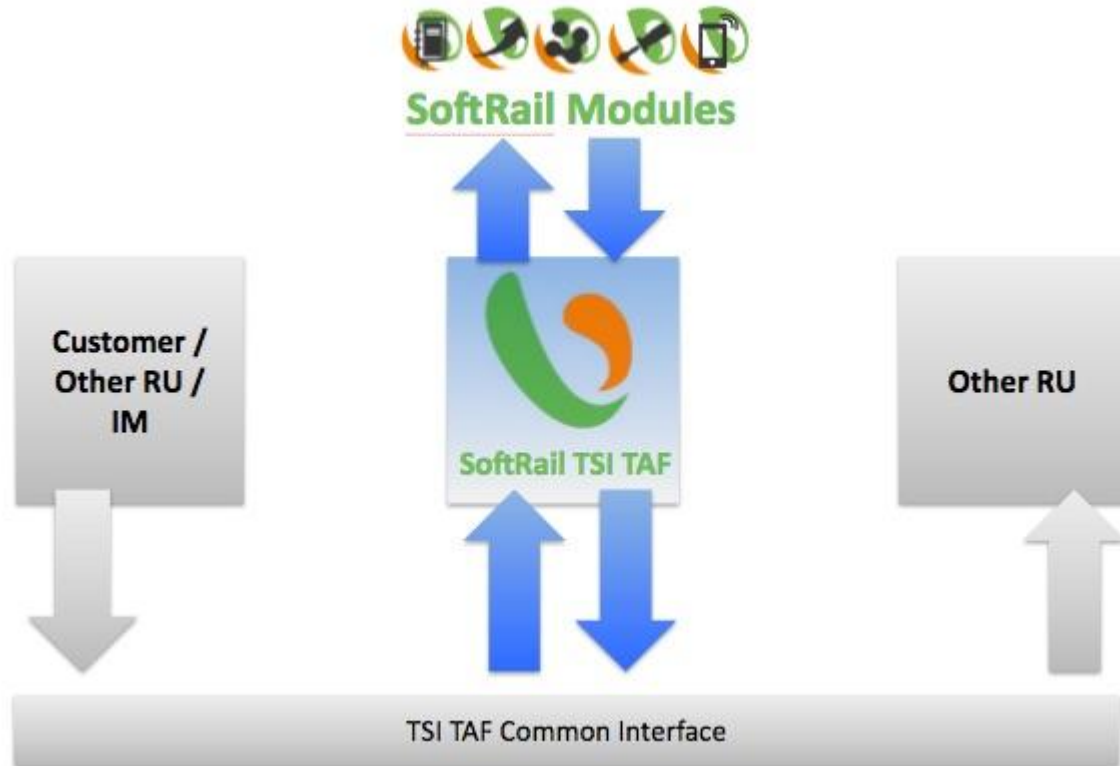 SoftRail Modules
Customer /
Other RU /
IM
SoftRail TSI TAF
Other RU
TSI TAF Common Interface